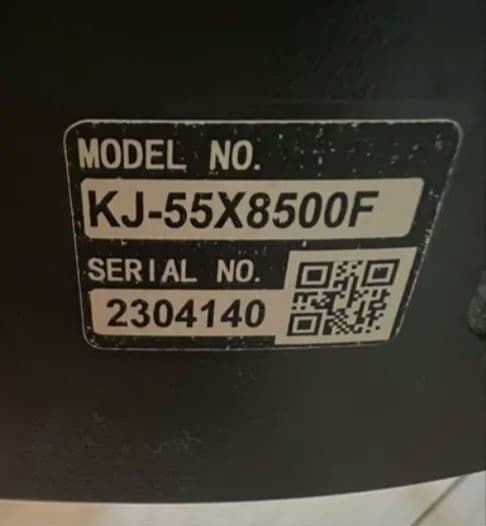 MODEL NO.
KJ-55X8500F
SERIAL NO.
2304140